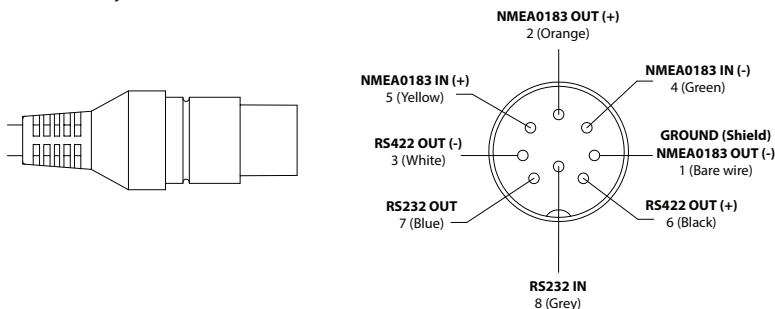 NMEA0183 OUT (+)
2 (Orange)
NMEA0183 IN (-)
4 (Green)
NMEA0183 IN (+)
5 (Yellow)
GROUND (Shield)
NMEA0183 OUT (-)
1 (Bare wire)
RS422 OUT (-)
3 (White)
RS232 OUT
7 (Blue)
RS422 OUT (+)
6 (Black)
RS232 IN
8 (Grey)